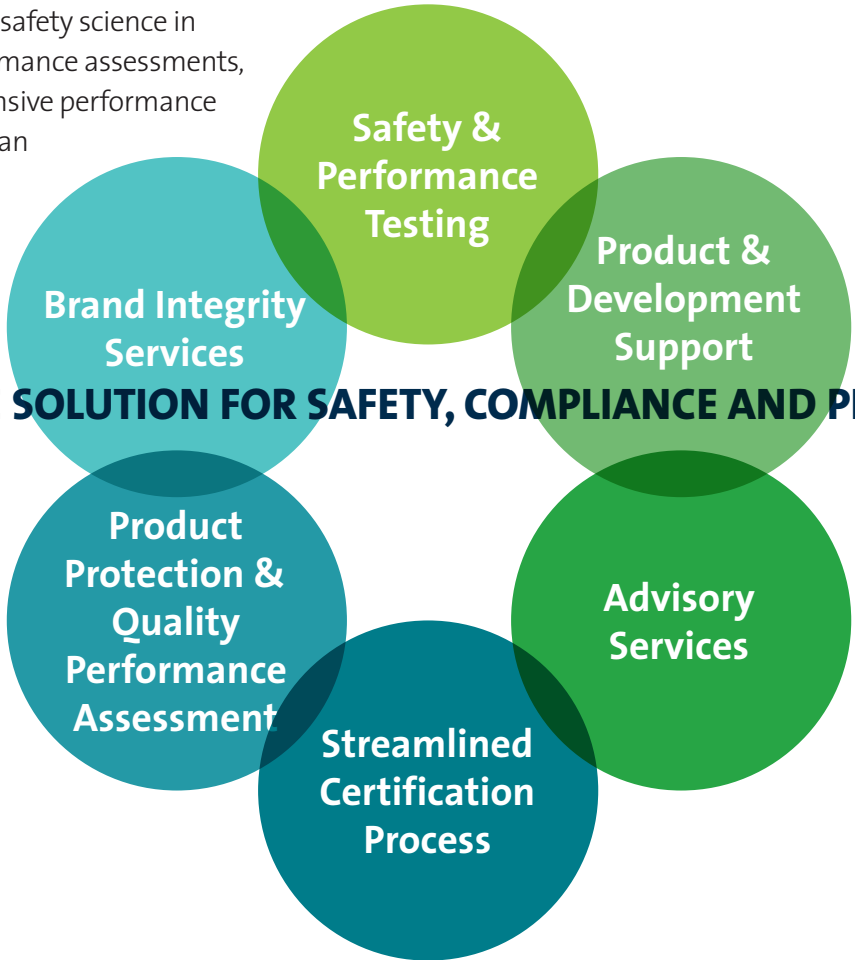 safety science in
mance assessments,
nsive performance
an
Safety &
Performance
Testing
Product &
Development
Support
Brand Integrity
Services
SOLUTION FOR SAFETY, COMPLIANCE AND
Product
Protection &
Quality
Performance
Assessment
Advisory
Services
Streamlined
Certification
Process